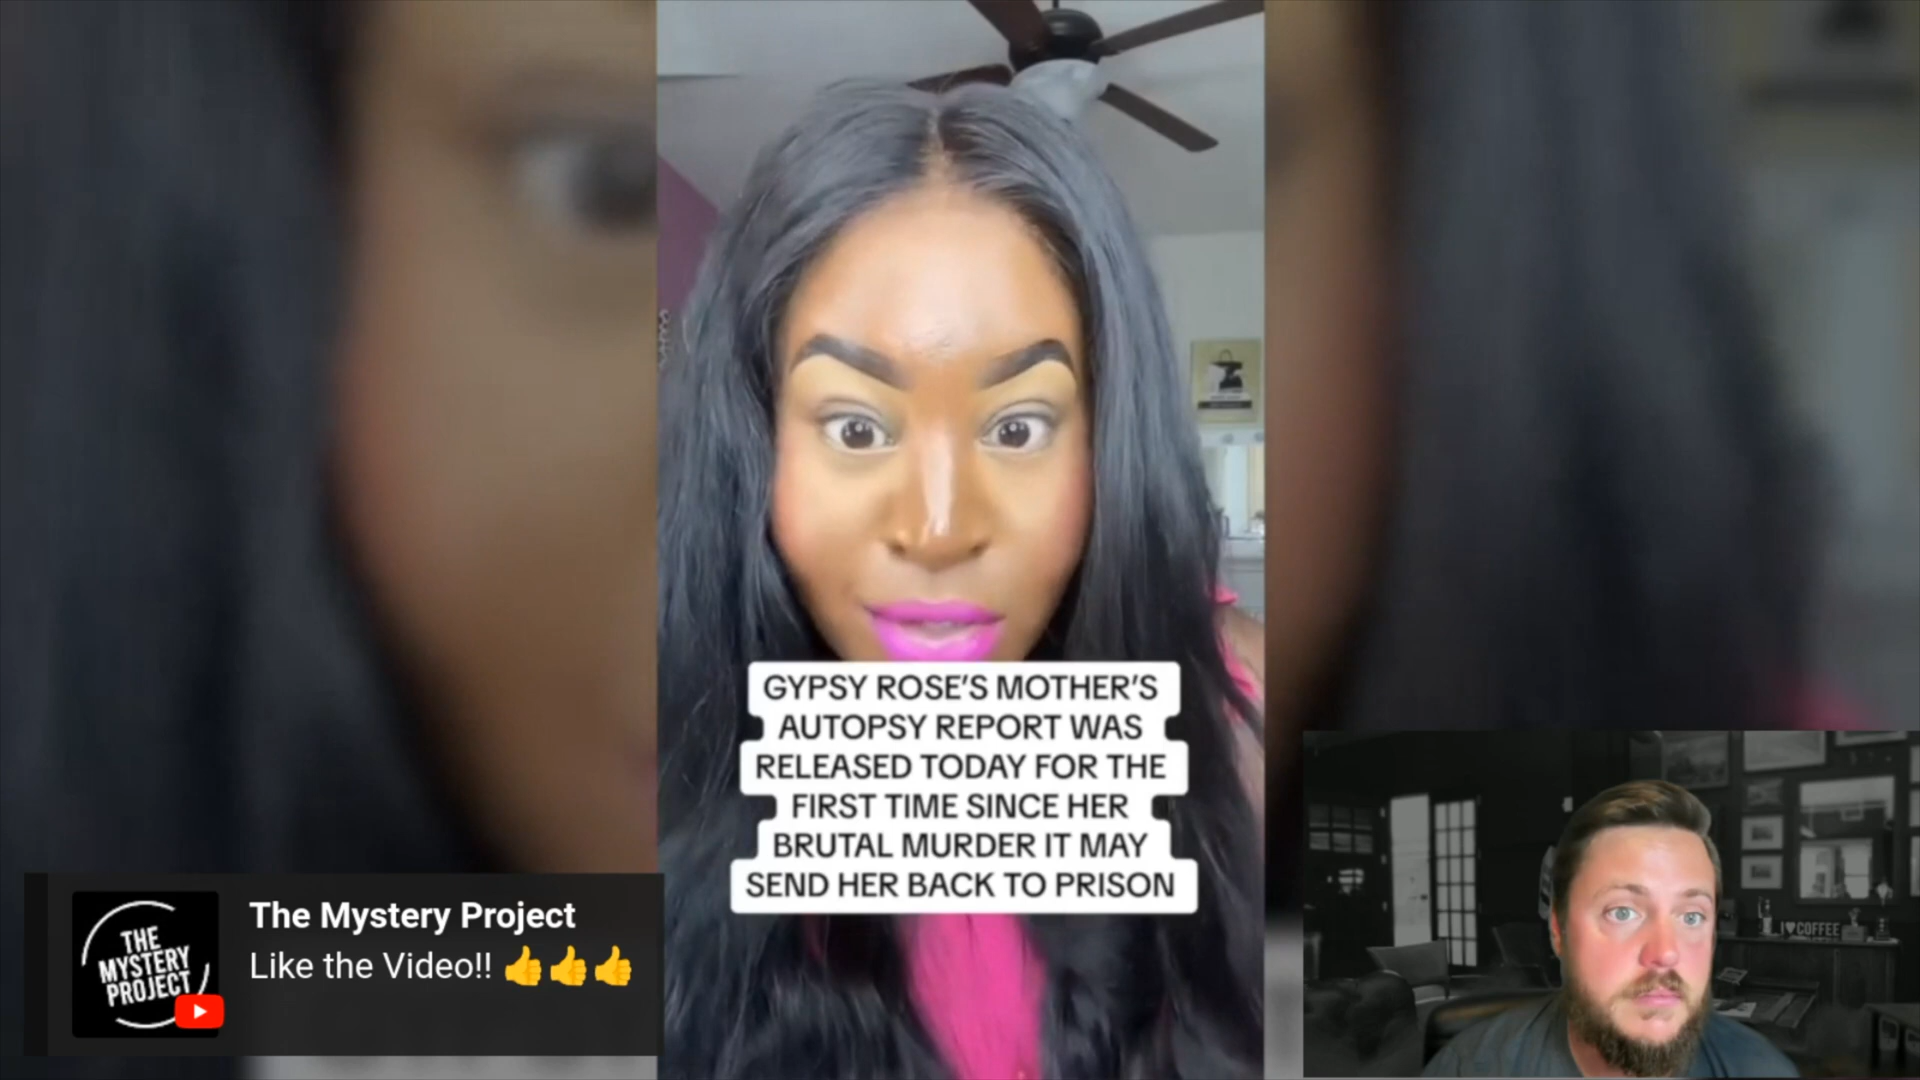 GYPSY ROSE'S MOTHER'S
AUTOPSY REPORT WAS
RELEASED TODAY FOR THE
FIRST TIME SINCE HER
BRUTAL MURDER IT MAY
SEND HER BACK TO PRISON
THE
MYSTERY
PROJECT
The Mystery Project
Like the Video!! 👍👍👍
I♥COFFEE